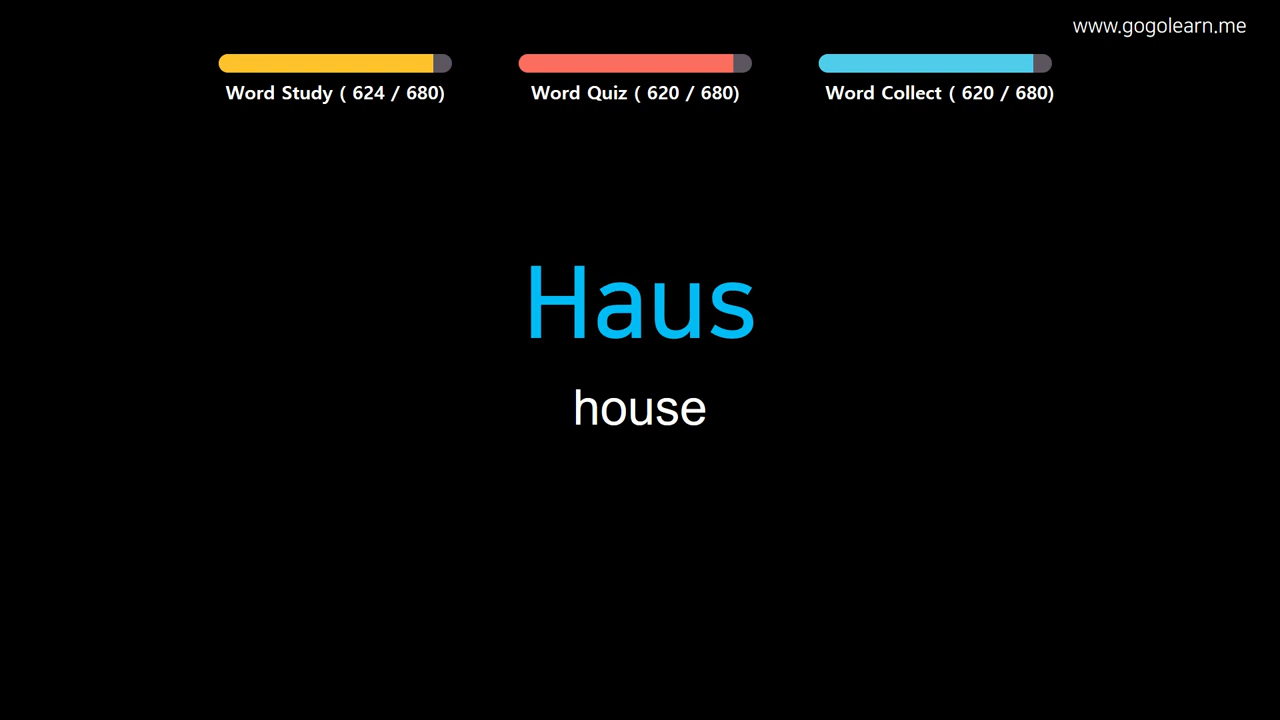 www.gogolearn.me
Word Study ( 624 / 680)
Word Quiz ( 620 / 680)
Word Collect ( 620 / 680)
Haus
house